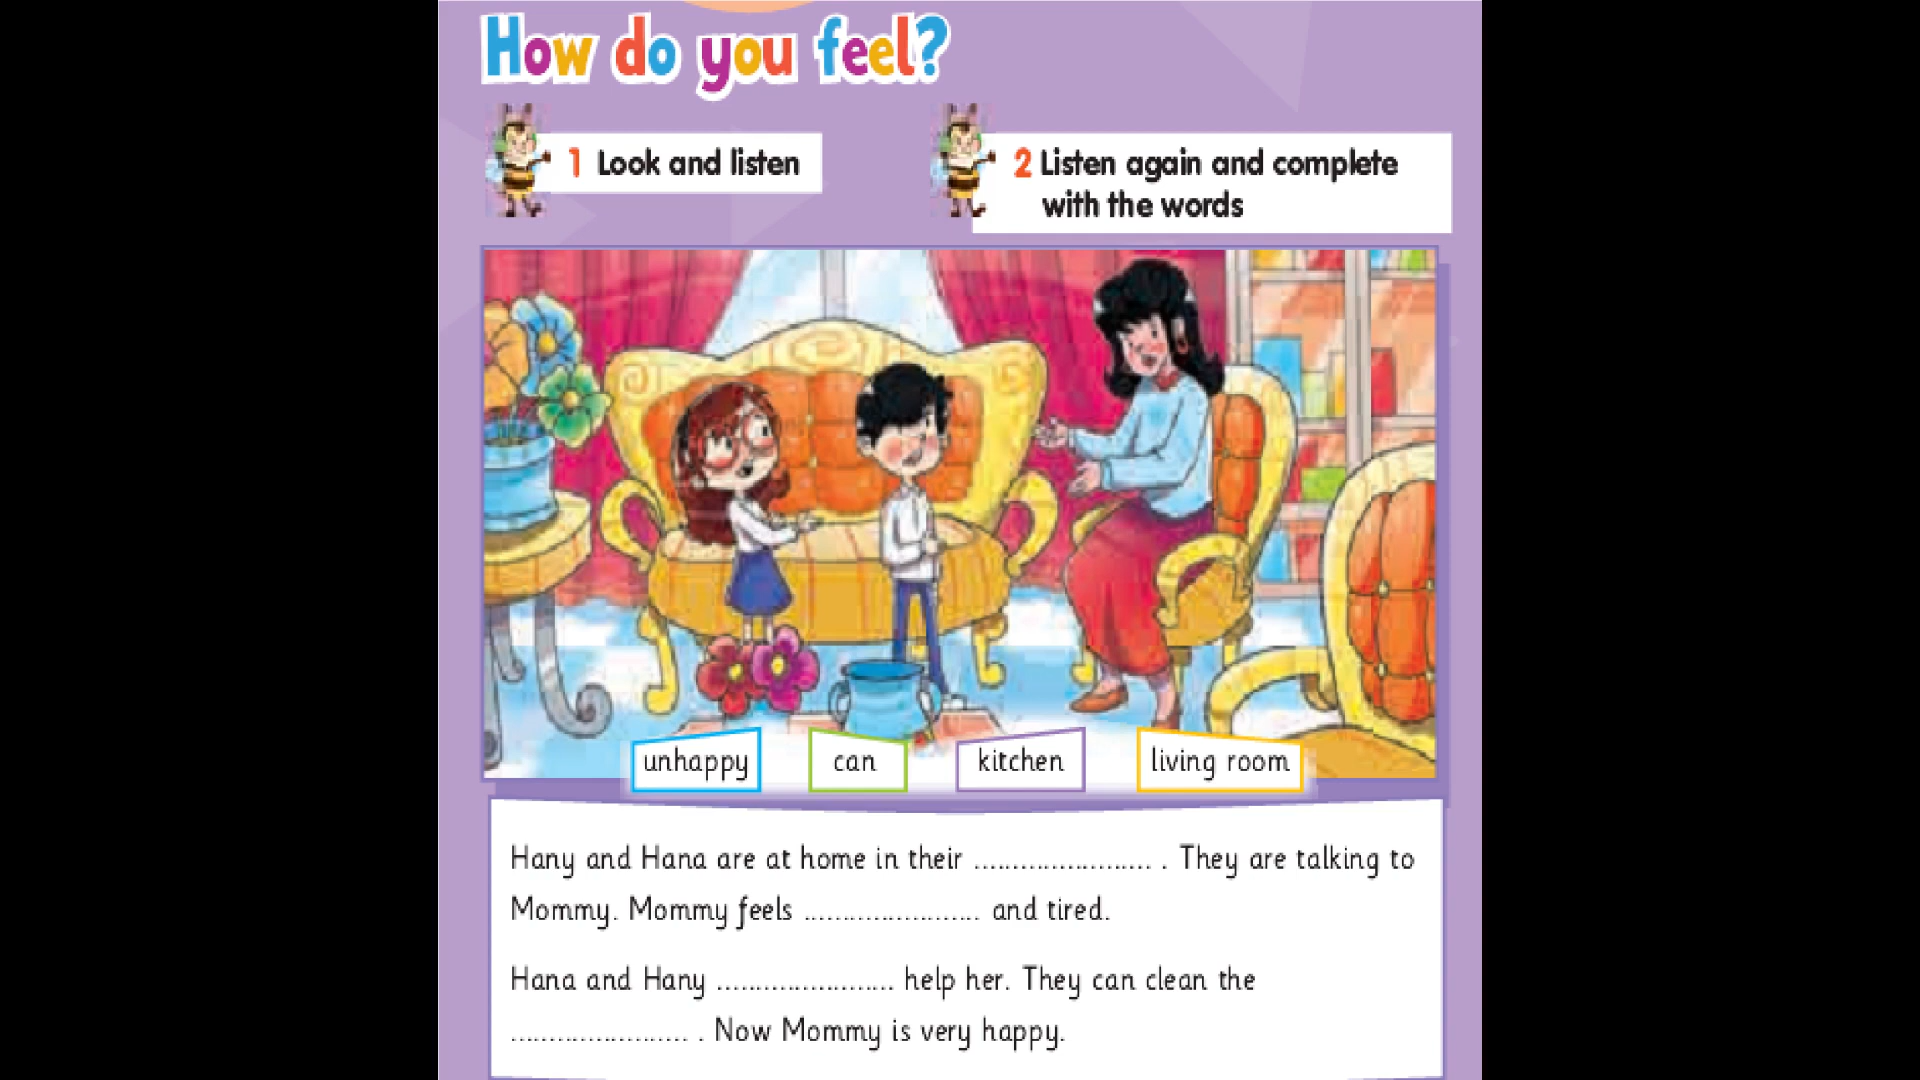 How do you feel?
1 Look and listen
2 Listen again and complete
with the words
unhappy
can
kitchen
living room
Hany and Hana are at home in their ........................ . They are talking to
Mommy. Mommy feels ........................ and tired.
Hana and Hany ........................ help her. They can clean the
........................ . Now Mommy is very happy.